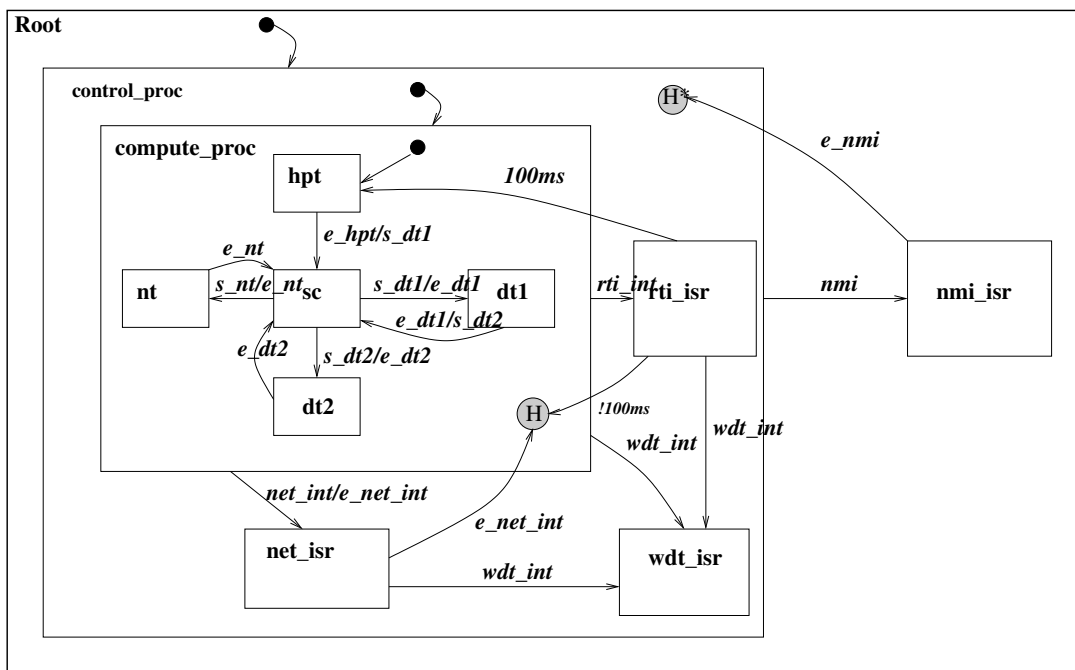 Root
control_proc
H*
compute_proc
e_nmi
hpt
100ms
e_hpt/s_dt1
e_nt
nt
s_nt/e_nt
sc
s_dt1/e_dt1
dt1
rti_int
rti_isr
nmi
nmi_isr
e_dt1/s_dt2
e_dt2
s_dt2/e_dt2
dt2
H
!100ms
wdt_int
wdt_int
net_int/e_net_int
e_net_int
net_isr
wdt_isr
wdt_int